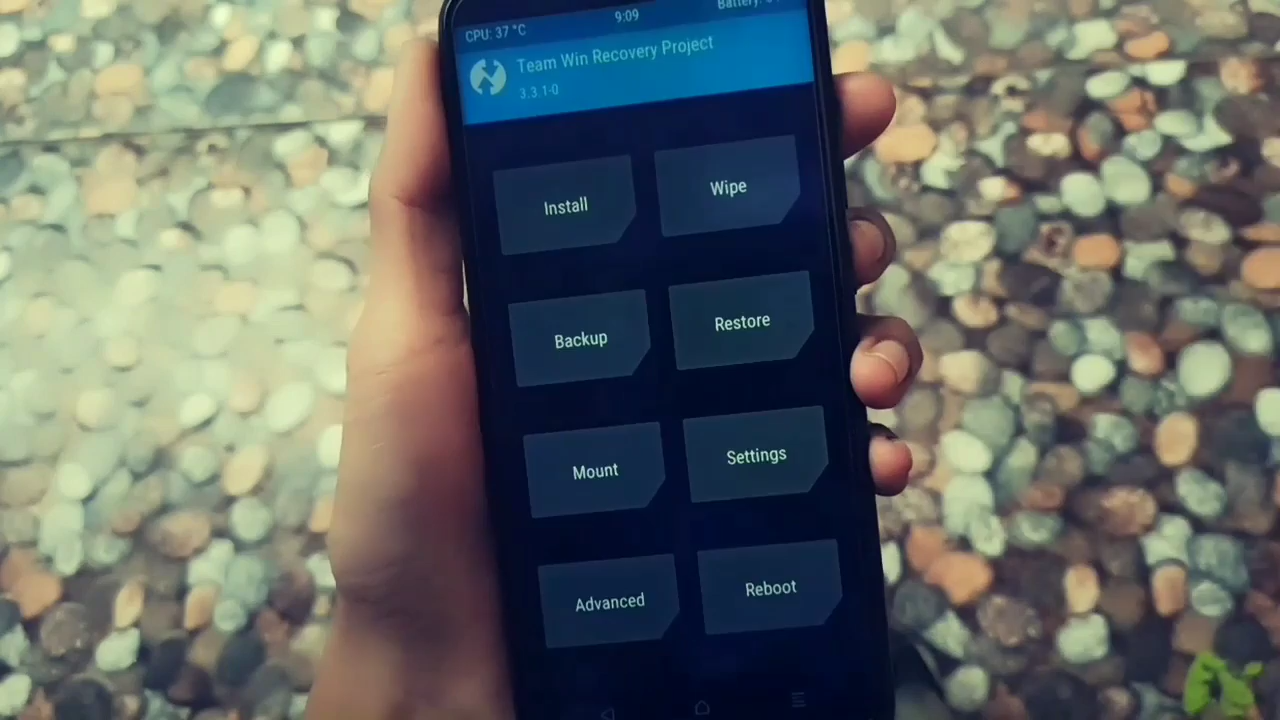 CPU: 37 °C 9:09 Battery:
Team Win Recovery Project
3.3.1-0
Install Wipe
Backup Restore
Mount Settings
Advanced Reboot